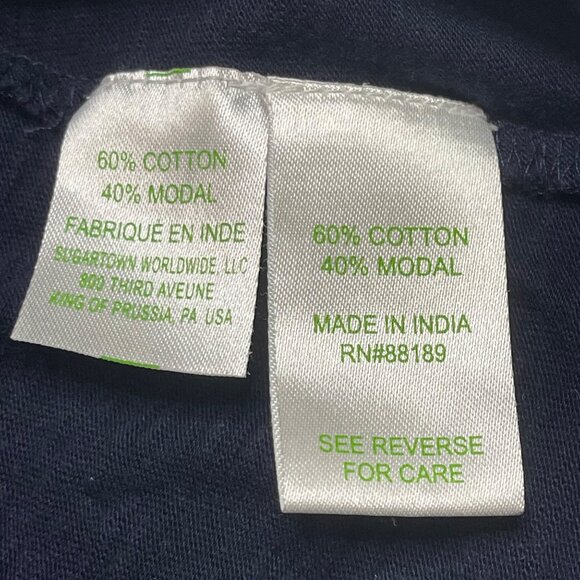 60% COTTON
40% MODAL
FABRIQUÉ EN INDE
SUGARTOWN WORLDWIDE, LLC
800 THIRD AVEUNE
KING OF PRUSSIA, PA USA
60% COTTON
40% MODAL
MADE IN INDIA
RN#88189
SEE REVERSE
FOR CARE